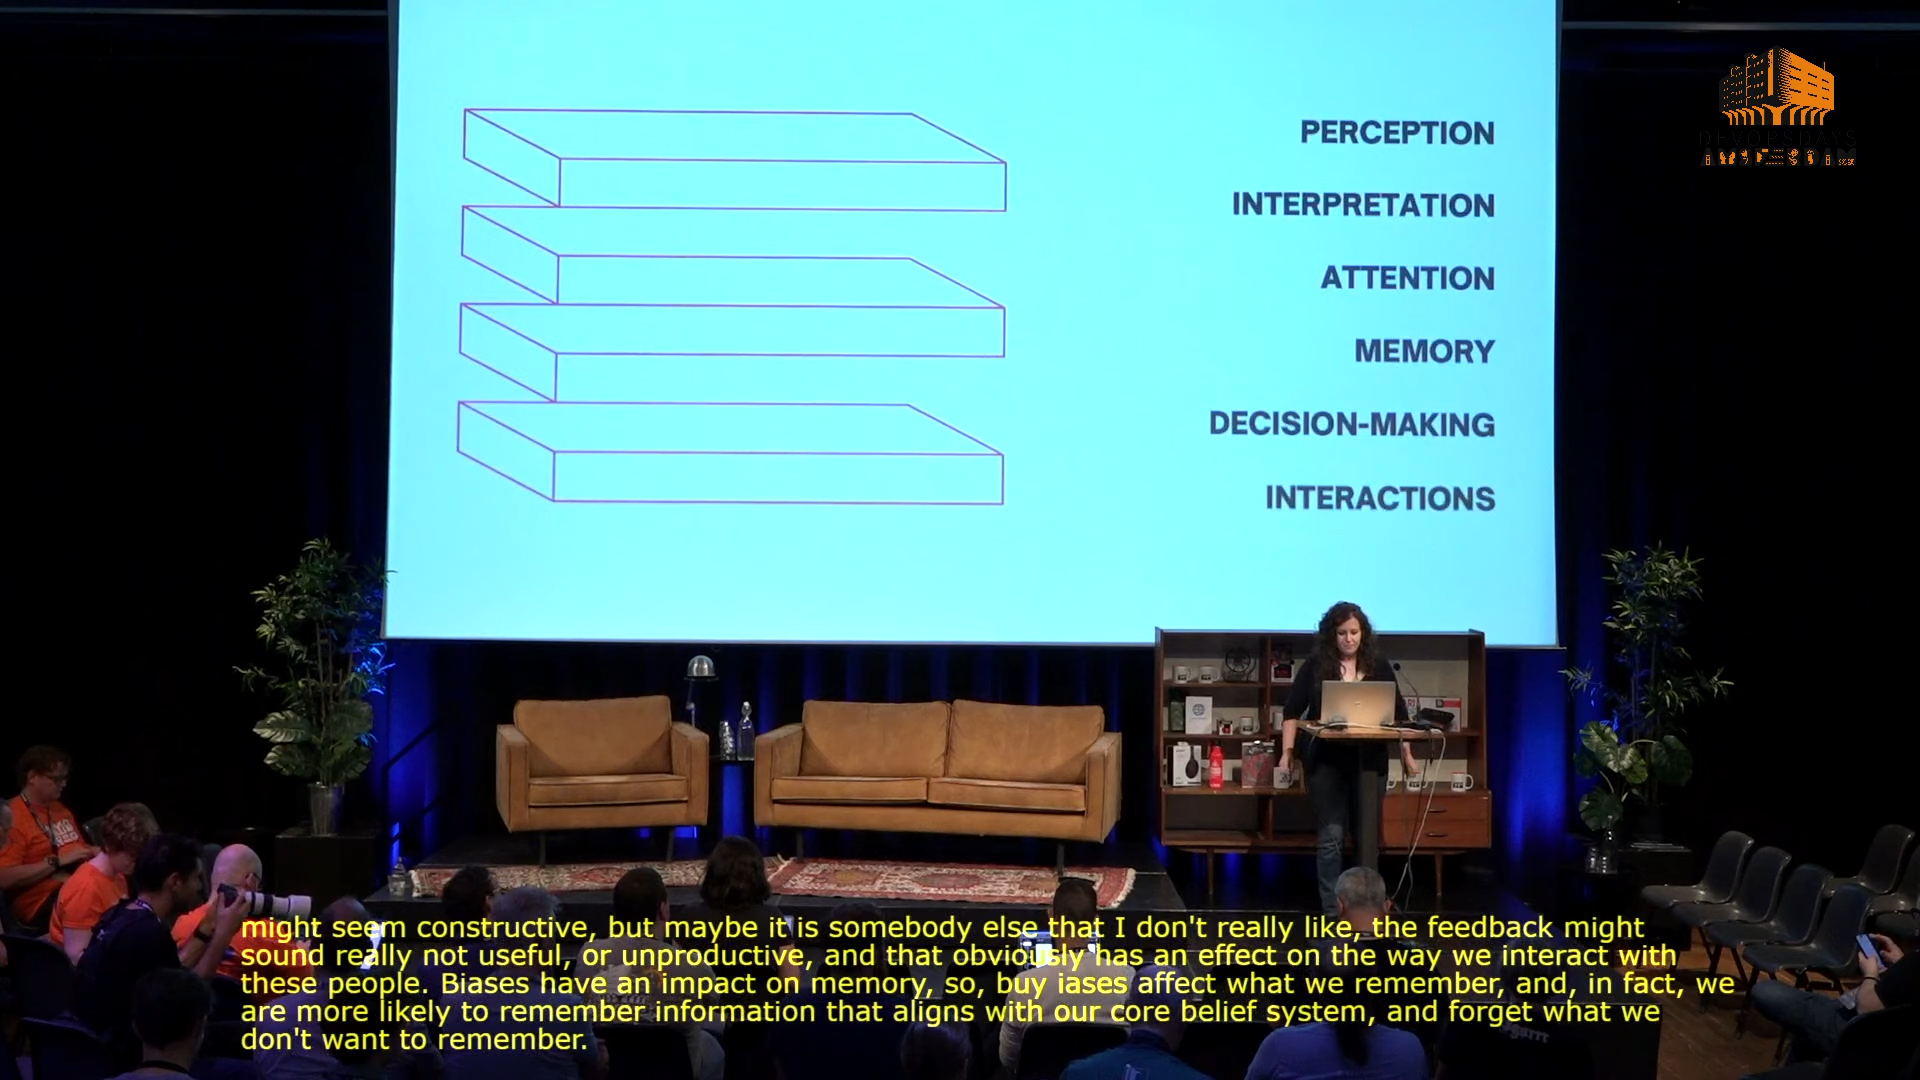 PERCEPTION
INTERPRETATION
ATTENTION
MEMORY
DECISION-MAKING
INTERACTIONS
DEVOPSDAYS
AMSTERDAM
might seem constructive, but maybe it is somebody else that I don't really like, the feedback might
sound really not useful, or unproductive, and that obviously has an effect on the way we interact with
these people. Biases have an impact on memory, so, buy iases affect what we remember, and, in fact, we
are more likely to remember information that aligns with our core belief system, and forget what we
don't want to remember.